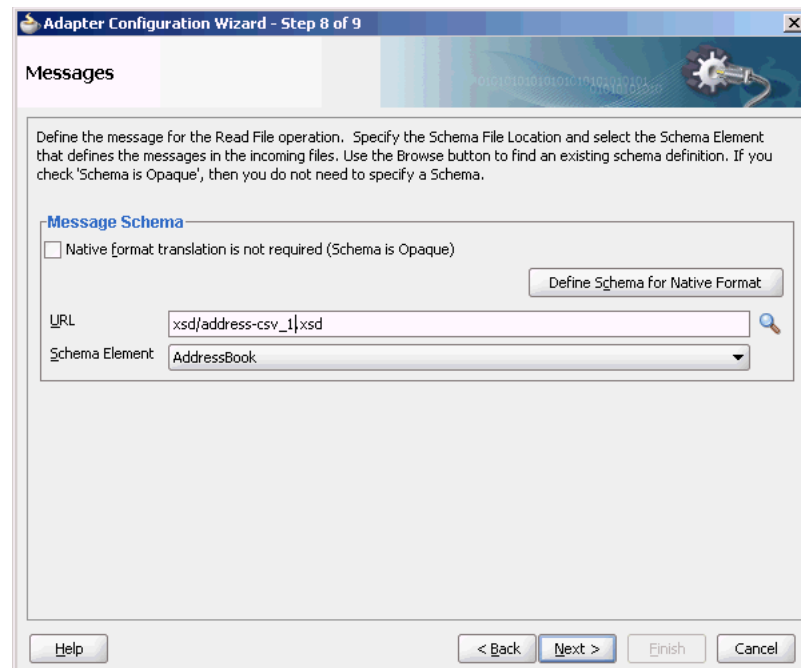 Adapter Configuration Wizard - Step 8 of 9
Messages
Define the message for the Read File operation. Specify the Schema File Location and select the Schema Element
that defines the messages in the incoming files. Use the Browse button to find an existing schema definition. If you
check 'Schema is Opaque', then you do not need to specify a Schema.
Message Schema
Native format translation is not required (Schema is Opaque)
Define Schema for Native Format
URL
xsd/address-csv_1.xsd
Schema Element
AddressBook
Help
< Back
Next >
Finish
Cancel